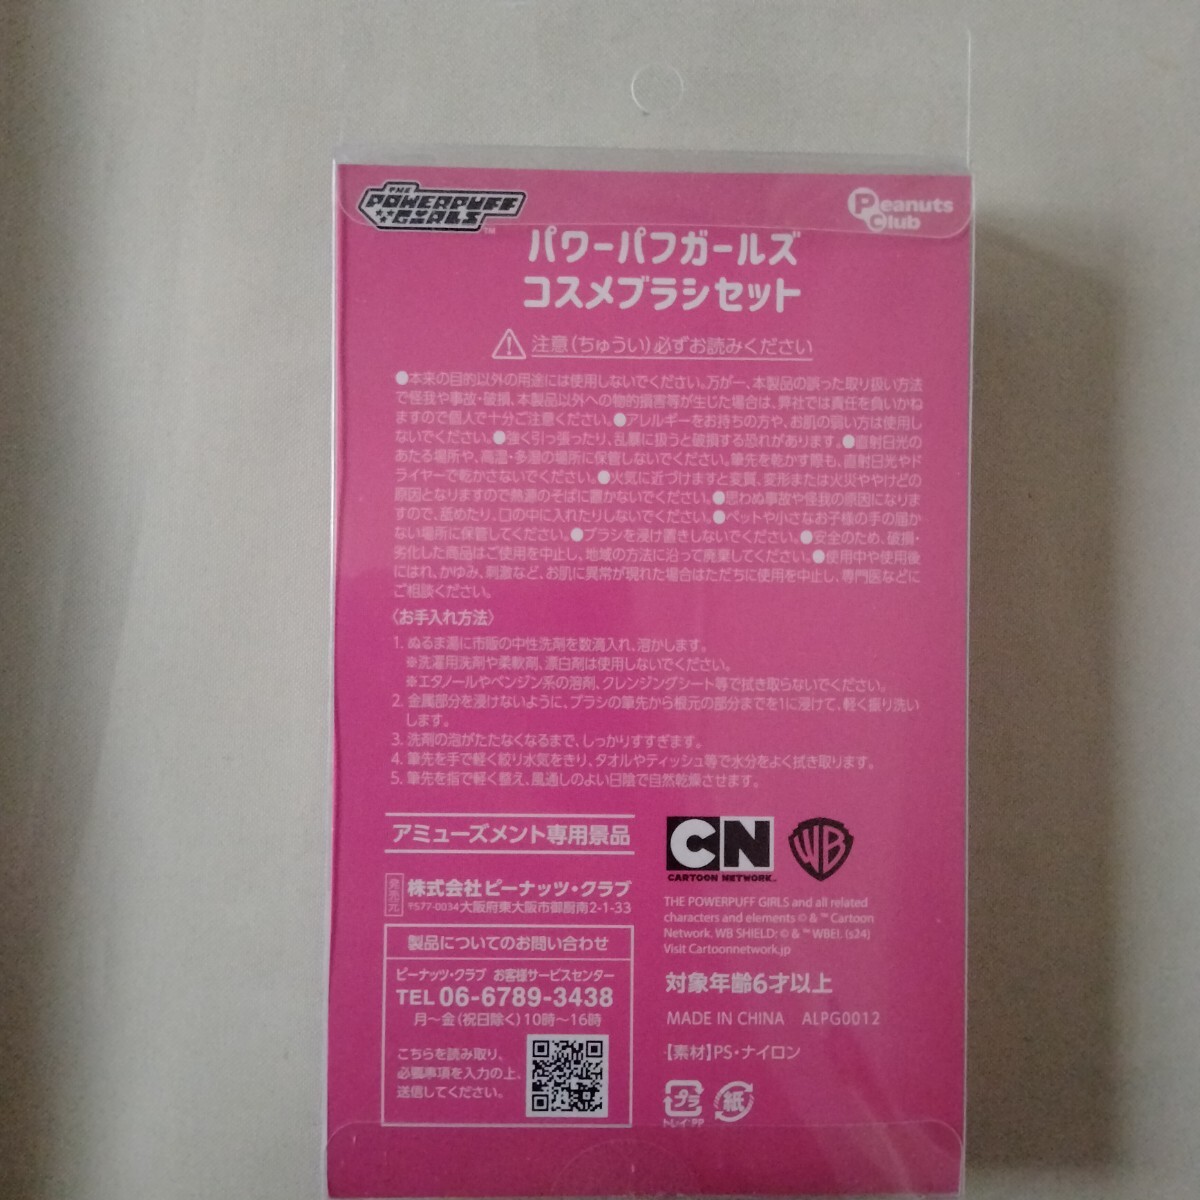 THE
POWERPUFF
GIRLS™
Peanuts
Club
パワーパフガールズ
コスメブラシセット
注意(ちゅうい)必ずお読みください
●本来の目的以外の用途には使用しないでください。万が一、本製品の誤った取り扱い方法
で怪我や事故・破損、本製品以外への物的損害等が生じた場合は、弊社では責任を負いかね
ますので個人で十分ご注意ください。●アレルギーをお持ちの方や、お肌の弱い方は使用し
ないでください。●強く引っ張ったり、乱暴に扱うと破損する恐れがあります。●直射日光の
あたる場所や、高温・多湿の場所に保管しないでください。筆先を乾かす際も、直射日光やド
ライヤーで乾かさないでください。●火気に近づけますと変質、変形または火災ややけどの
原因となりますので熱源のそばに置かないでください。●思わぬ事故や怪我の原因になりま
すので、舐めたり、口の中に入れたりしないでください。●ペットや小さなお子様の手の届か
ない場所に保管してください。●ブラシを浸け置きしないでください。●安全のため、破損・
劣化した商品はご使用を中止し、地域の方法に沿って廃棄してください。●使用中や使用後
にはれ、かゆみ、刺激など、お肌に異常が現れた場合はただちに使用を中止し、専門医などに
ご相談ください。
〈お手入れ方法〉
1. ぬるま湯に市販の中性洗剤を数滴入れ、溶かします。
※洗濯用洗剤や柔軟剤、漂白剤は使用しないでください。
※エタノールやベンジン系の溶剤、クレンジングシート等で拭き取らないでください。
2. 金属部分を浸けないように、ブラシの筆先から根元の部分までを1に浸けて、軽く振り洗い
します。
3. 洗剤の泡がたたなくなるまで、しっかりすすぎます。
4. 筆先を手で軽く絞り水気をきり、タオルやティッシュ等で水分をよく拭き取ります。
5. 筆先を指で軽く整え、風通しのよい日陰で自然乾燥させます。
アミューズメント専用景品
発売元 株式会社ピーナッツ・クラブ
〒577-0034大阪府東大阪市御厨南2-1-33
製品についてのお問い合わせ
ピーナッツ・クラブ お客様サービスセンター
TEL 06-6789-3438
月〜金(祝日除く)10時〜16時
こちらを読み取り、
必要事項を入力の上、
送信してください。
CN
CARTOON NETWORK™
WB
THE POWERPUFF GIRLS and all related
characters and elements © & ™ Cartoon
Network. WB SHIELD: © & ™ WBEI. (s24)
Visit Cartoonnetwork.jp
対象年齢6才以上
MADE IN CHINA ALPG0012
【素材】PS・ナイロン
プラ
紙
トレイ:PP